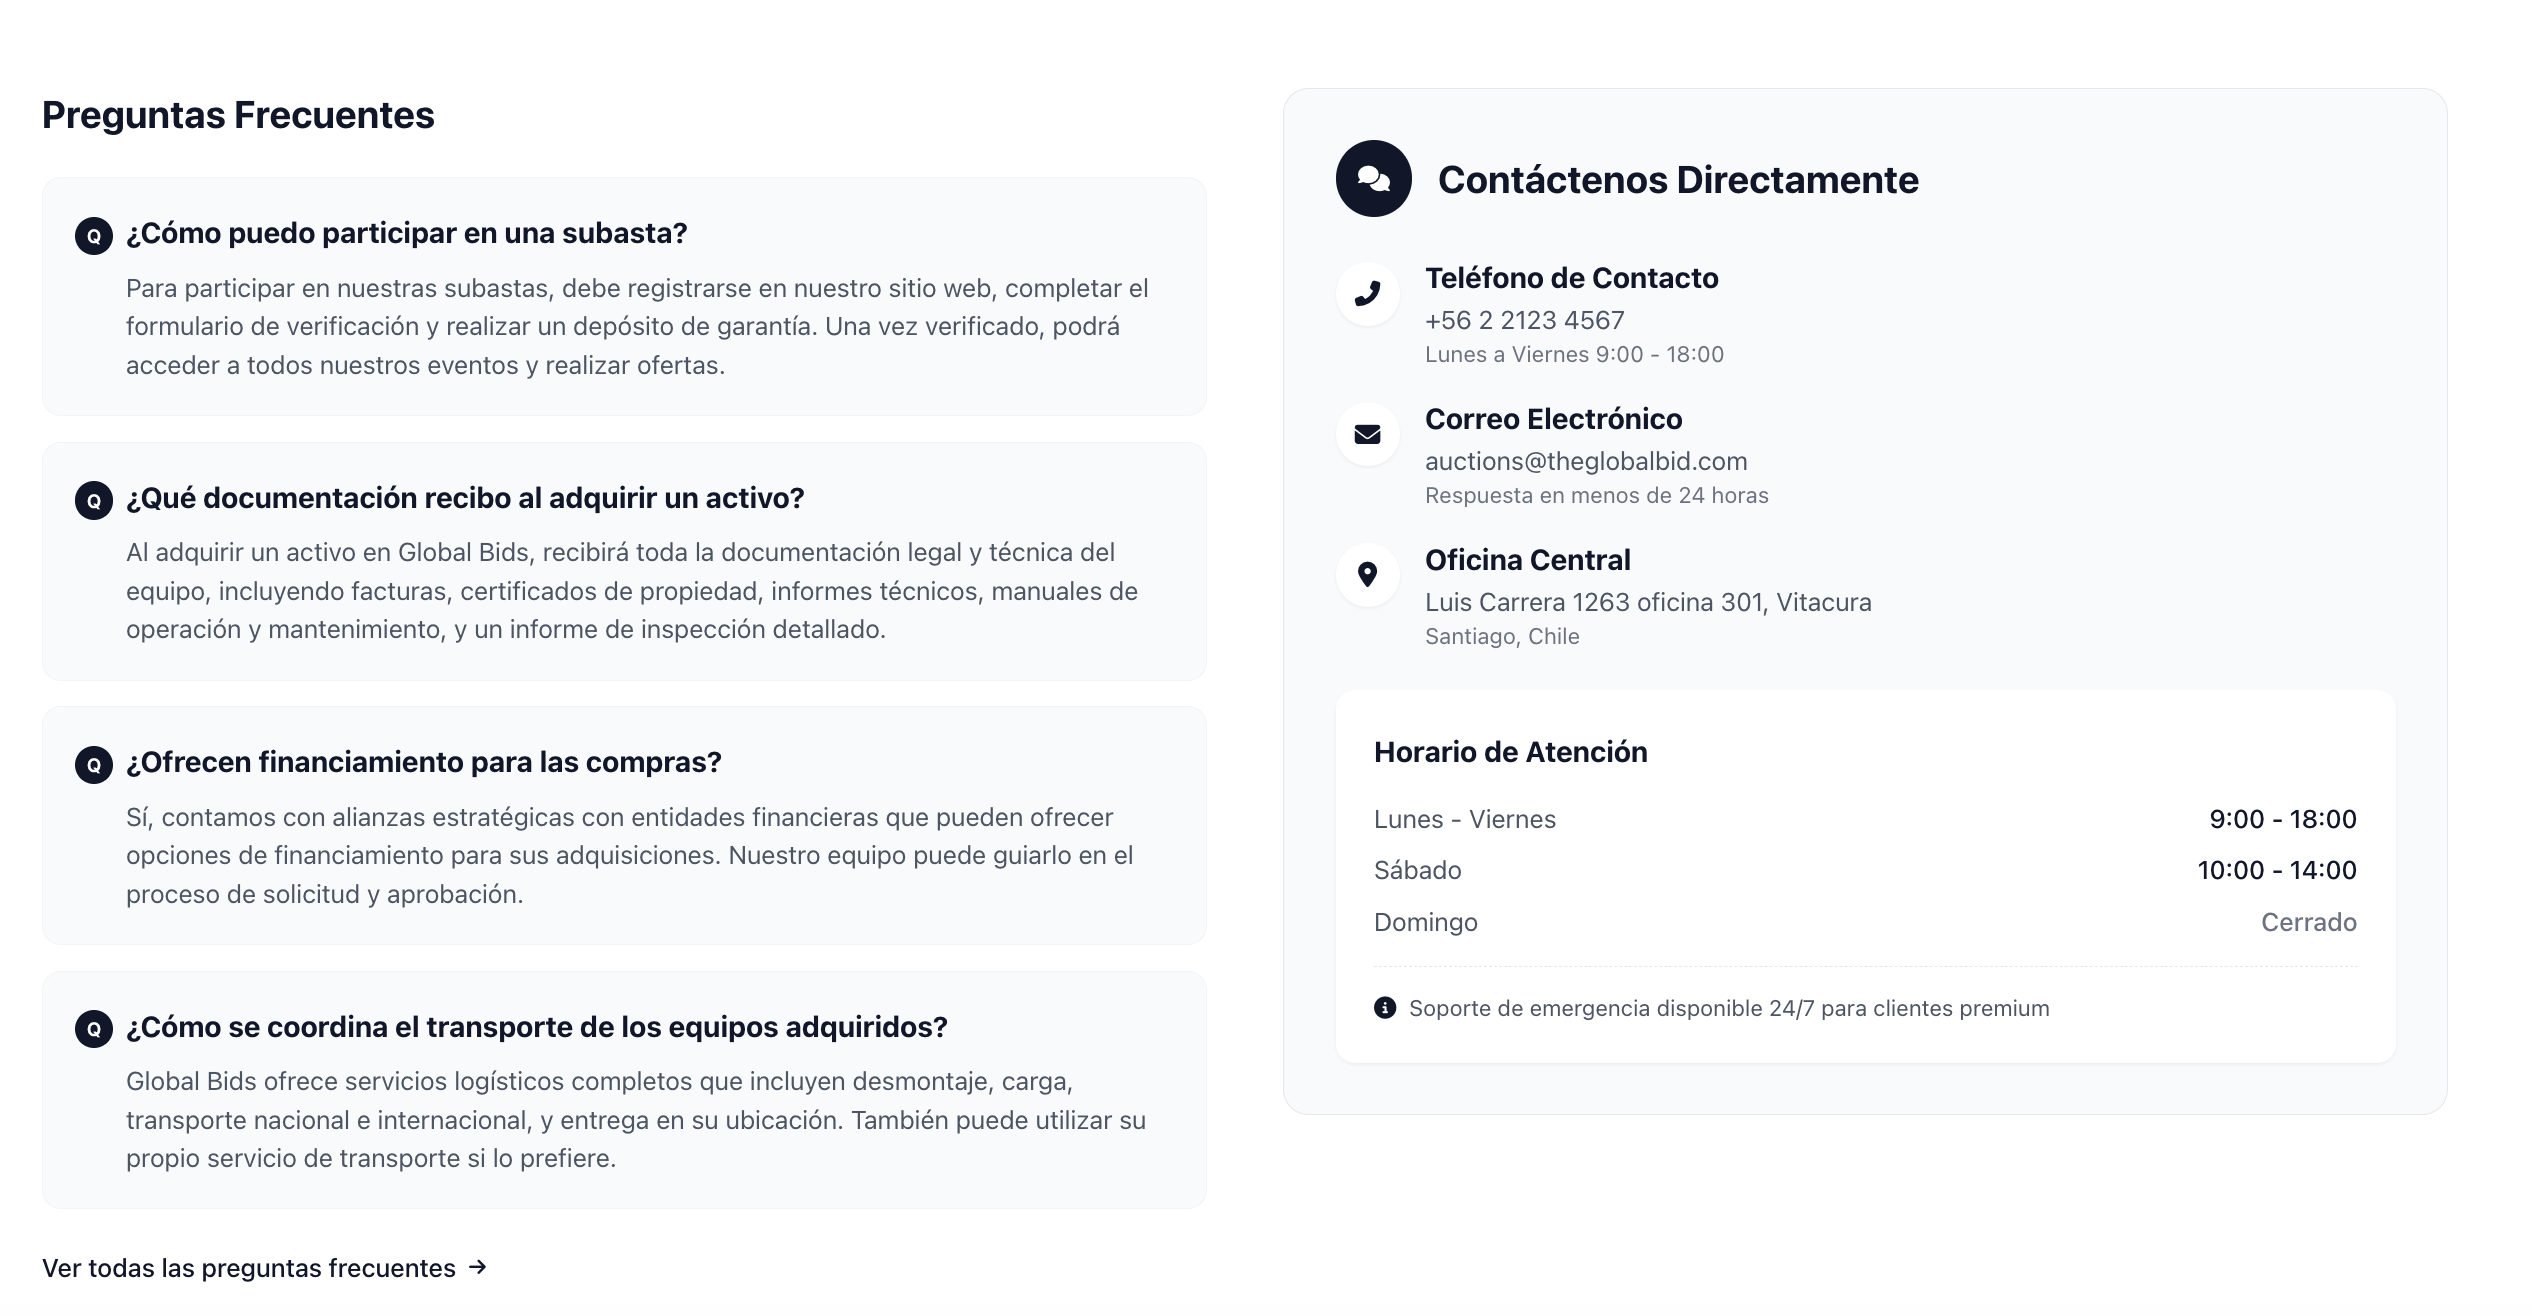 Preguntas Frecuentes
Q ¿Cómo puedo participar en una subasta?
Para participar en nuestras subastas, debe registrarse en nuestro sitio web, completar el
formulario de verificación y realizar un depósito de garantía. Una vez verificado, podrá
acceder a todos nuestros eventos y realizar ofertas.
Q ¿Qué documentación recibo al adquirir un activo?
Al adquirir un activo en Global Bids, recibirá toda la documentación legal y técnica del
equipo, incluyendo facturas, certificados de propiedad, informes técnicos, manuales de
operación y mantenimiento, y un informe de inspección detallado.
Q ¿Ofrecen financiamiento para las compras?
Sí, contamos con alianzas estratégicas con entidades financieras que pueden ofrecer
opciones de financiamiento para sus adquisiciones. Nuestro equipo puede guiarlo en el
proceso de solicitud y aprobación.
Q ¿Cómo se coordina el transporte de los equipos adquiridos?
Global Bids ofrece servicios logísticos completos que incluyen desmontaje, carga,
transporte nacional e internacional, y entrega en su ubicación. También puede utilizar su
propio servicio de transporte si lo prefiere.
Ver todas las preguntas frecuentes →
Contáctenos Directamente
Teléfono de Contacto
+56 2 2123 4567
Lunes a Viernes 9:00 - 18:00
Correo Electrónico
auctions@theglobalbid.com
Respuesta en menos de 24 horas
Oficina Central
Luis Carrera 1263 oficina 301, Vitacura
Santiago, Chile
Horario de Atención
Lunes - Viernes 9:00 - 18:00
Sábado 10:00 - 14:00
Domingo Cerrado
Soporte de emergencia disponible 24/7 para clientes premium